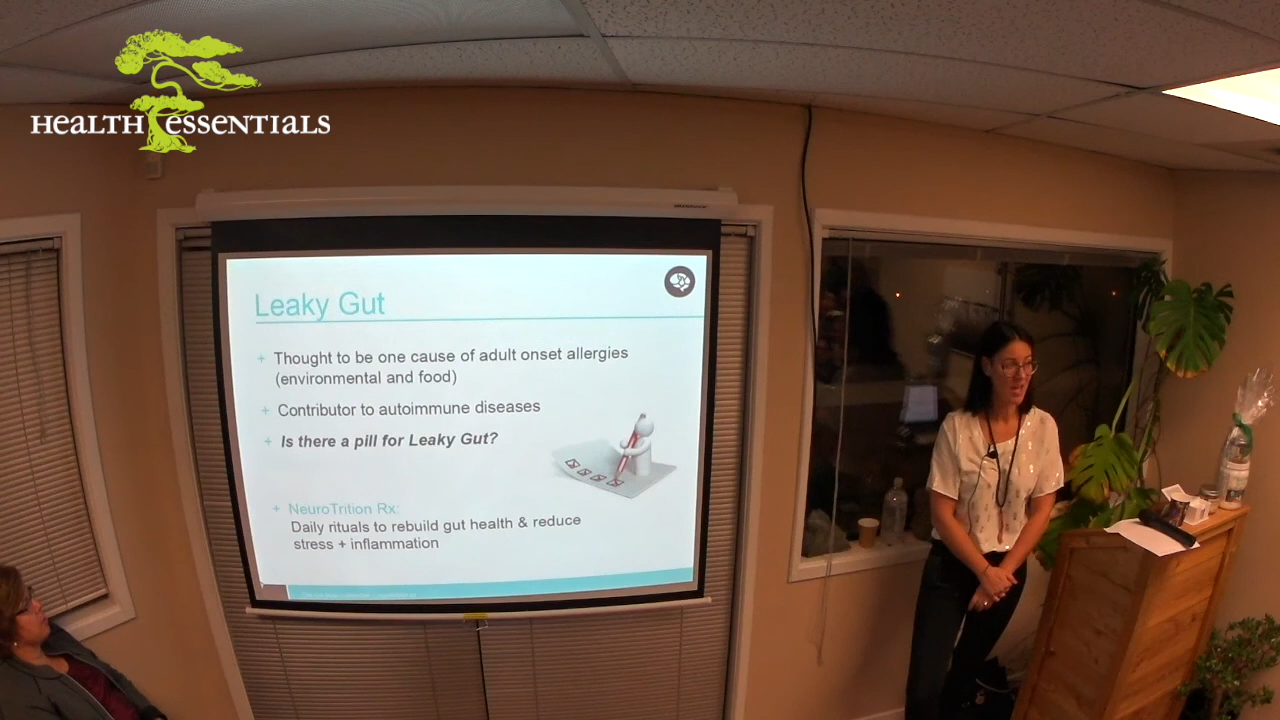 HEALTH ESSENTIALS
Leaky Gut
+ Thought to be one cause of adult onset allergies
(environmental and food)
+ Contributor to autoimmune diseases
+ Is there a pill for Leaky Gut?
+ NeuroTrition Rx:
Daily rituals to rebuild gut health & reduce
stress + inflammation